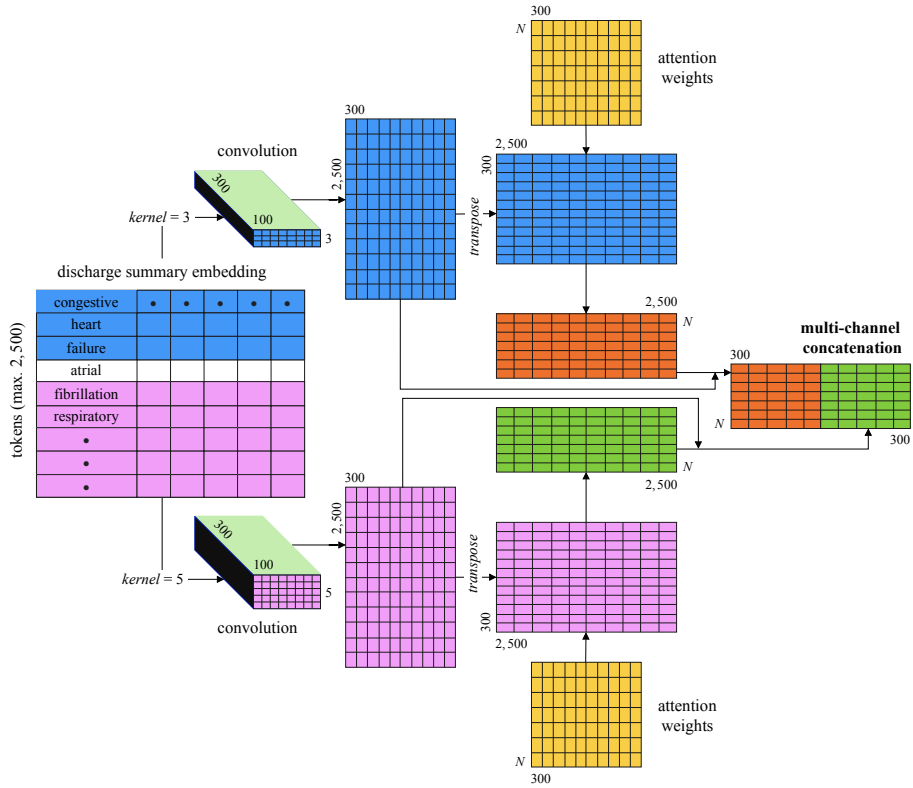 300
N
attention
weights
300
2,500
convolution
2,500
300
300
kernel = 3
100
3
transpose
discharge summary embedding
2,500
N
tokens (max. 2,500)
congestive
heart
failure
atrial
fibrillation
respiratory
multi-channel
concatenation
300
N
300
300
N
2,500
300
2,500
100
kernel = 5
5
transpose
convolution
300
2,500
attention
weights
N
300